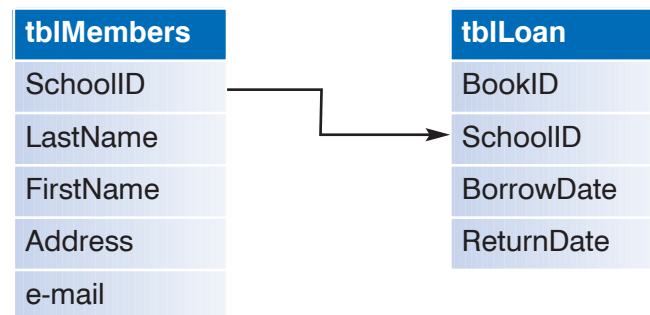 tblMembers
SchoolID
LastName
FirstName
Address
e-mail
tblLoan
BookID
SchoolID
BorrowDate
ReturnDate